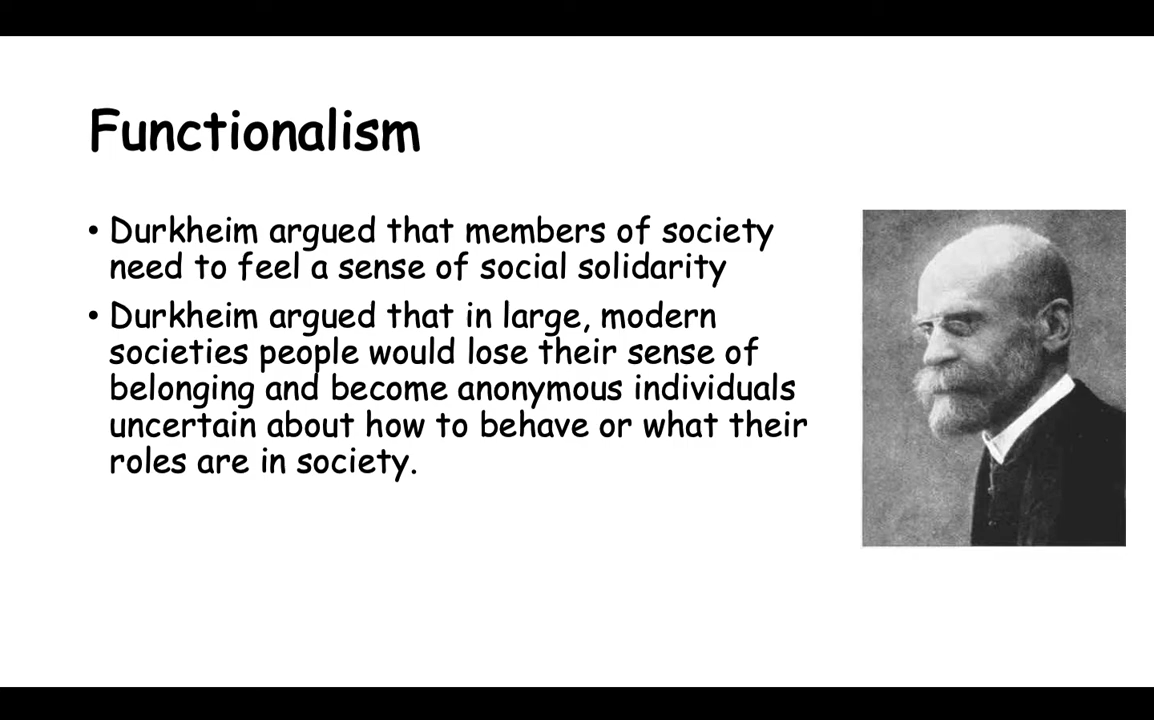 Functionalism
• Durkheim argued that members of society
need to feel a sense of social solidarity
• Durkheim argued that in large, modern
societies people would lose their sense of
belonging and become anonymous individuals
uncertain about how to behave or what their
roles are in society.